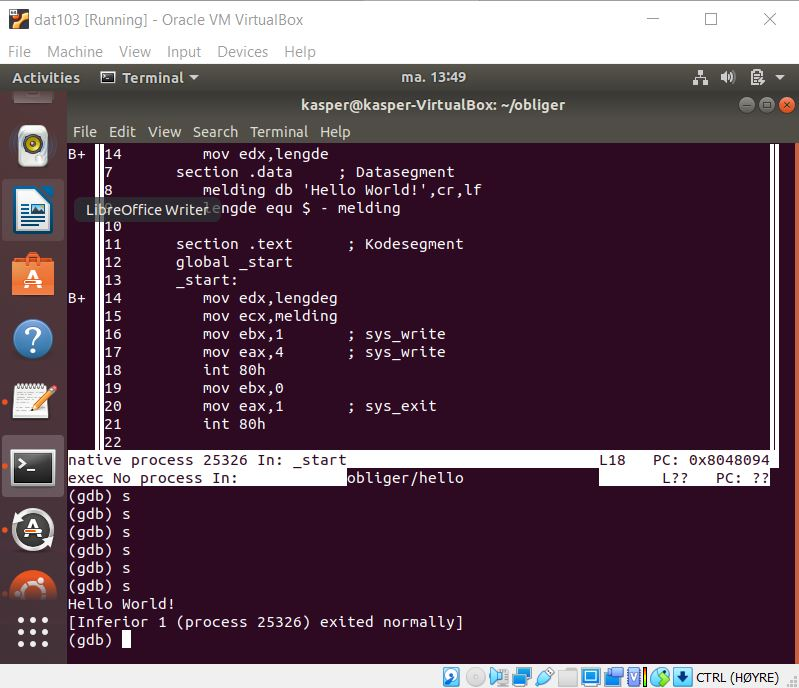 dat103 [Running] - Oracle VM VirtualBox
File Machine View Input Devices Help
Activities Terminal ma. 13:49
kasper@kasper-VirtualBox: ~/obliger
File Edit View Search Terminal Help
B+ 14 mov edx,lengde
7 section .data ; Datasegment
8 melding db 'Hello World!',cr,lf
LibreOffice Writer engde equ $ - melding
10
11 section .text ; Kodesegment
12 global _start
13 _start:
B+ 14 mov edx,lengdeg
15 mov ecx,melding
16 mov ebx,1 ; sys_write
17 mov eax,4 ; sys_write
18 int 80h
19 mov ebx,0
20 mov eax,1 ; sys_exit
21 int 80h
22
native process 25326 In: _start L18 PC: 0x8048094
exec No process In: obliger/hello L?? PC: ??
(gdb) s
(gdb) s
(gdb) s
(gdb) s
(gdb) s
(gdb) s
Hello World!
[Inferior 1 (process 25326) exited normally]
(gdb)
CTRL (HØYRE)